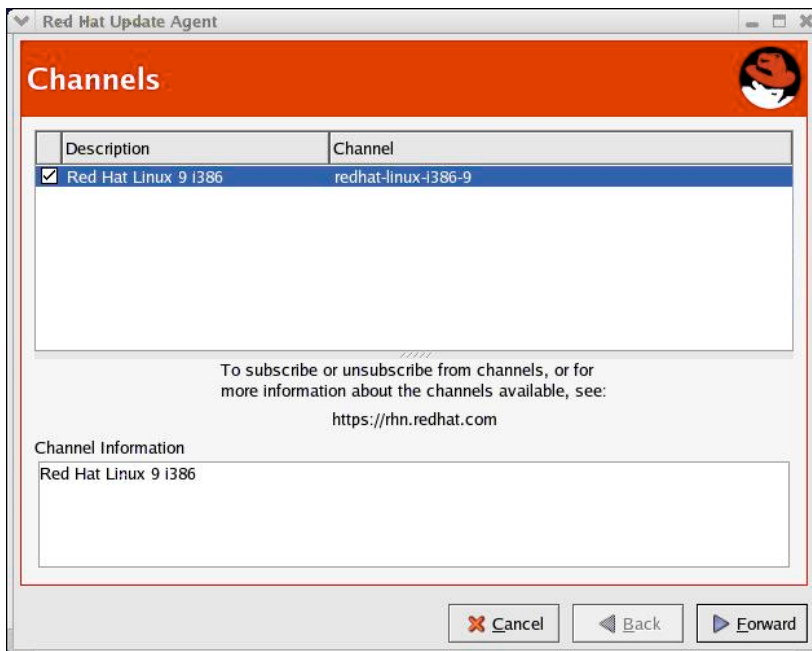 Red Hat Update Agent
Channels
Description Channel
Red Hat Linux 9 i386 redhat-linux-i386-9
To subscribe or unsubscribe from channels, or for
more information about the channels available, see:
https://rhn.redhat.com
Channel Information
Red Hat Linux 9 i386
Cancel Back Forward